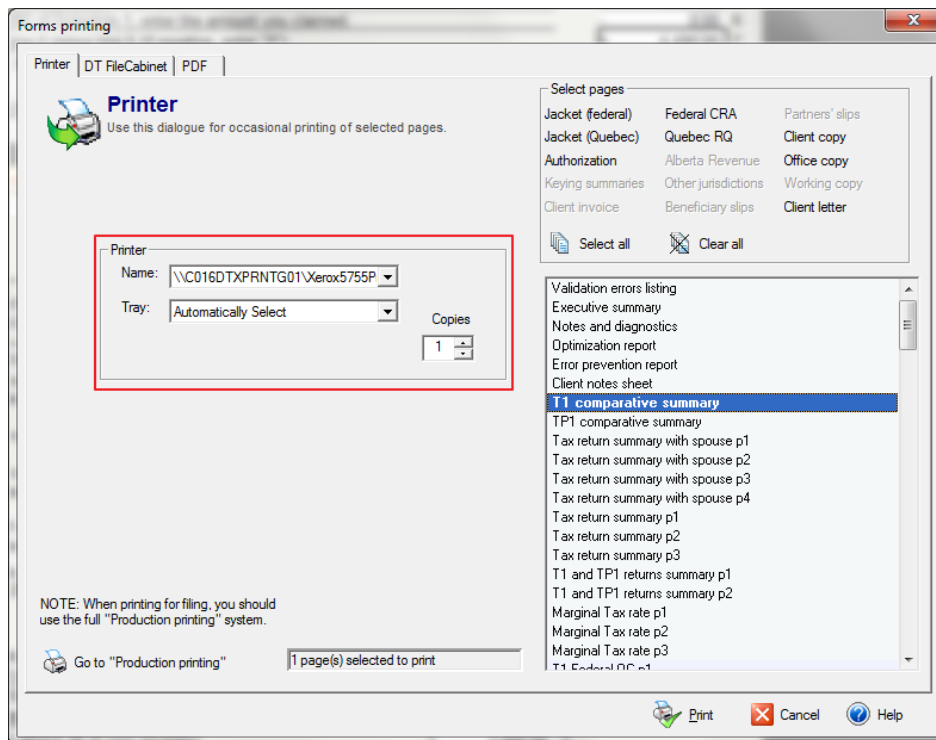 Forms printing
Printer
DT FileCabinet
PDF
Printer
Use this dialogue for occasional printing of selected pages.
Printer
Name:
\\C016DTXPRNTG01\Xerox5755P
Tray:
Automatically Select
Copies
1
NOTE: When printing for filing, you should
use the full "Production printing" system.
Go to "Production printing"
1 page(s) selected to print
Select pages
Jacket (federal) Federal CRA Partners' slips
Jacket (Quebec) Quebec RQ Client copy
Authorization Alberta Revenue Office copy
Keying summaries Other jurisdictions Working copy
Client invoice Beneficiary slips Client letter
Select all
Clear all
Validation errors listing
Executive summary
Notes and diagnostics
Optimization report
Error prevention report
Client notes sheet
T1 comparative summary
TP1 comparative summary
Tax return summary with spouse p1
Tax return summary with spouse p2
Tax return summary with spouse p3
Tax return summary with spouse p4
Tax return summary p1
Tax return summary p2
Tax return summary p3
T1 and TP1 returns summary p1
T1 and TP1 returns summary p2
Marginal Tax rate p1
Marginal Tax rate p2
Marginal Tax rate p3
T1 Federal QC p1
Print
Cancel
Help